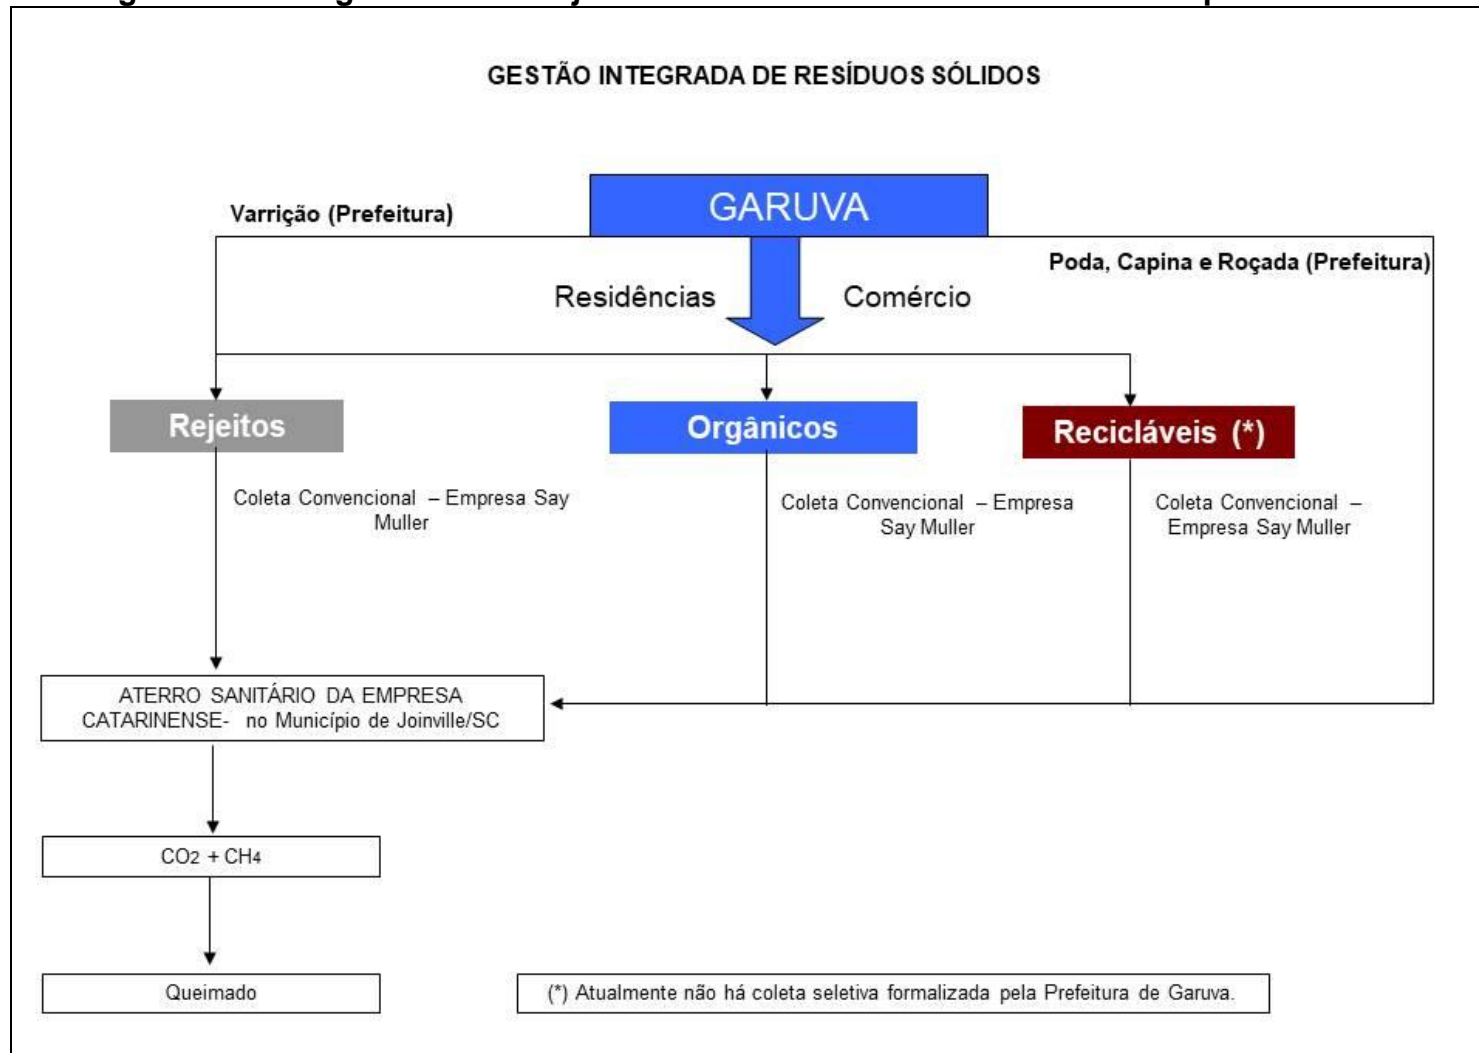 GESTÃO INTEGRADA DE RESÍDUOS SÓLIDOS
GARUVA
Varrição (Prefeitura)
Poda, Capina e Roçada (Prefeitura)
Residências
Comércio
Rejeitos
Orgânicos
Recicláveis (*)
Coleta Convencional – Empresa Say
Muller
Coleta Convencional – Empresa
Say Muller
Coleta Convencional –
Empresa Say Muller
ATERRO SANITÁRIO DA EMPRESA
CATARINENSE- no Município de Joinville/SC
CO2 + CH4
Queimado
(*) Atualmente não há coleta seletiva formalizada pela Prefeitura de Garuva.